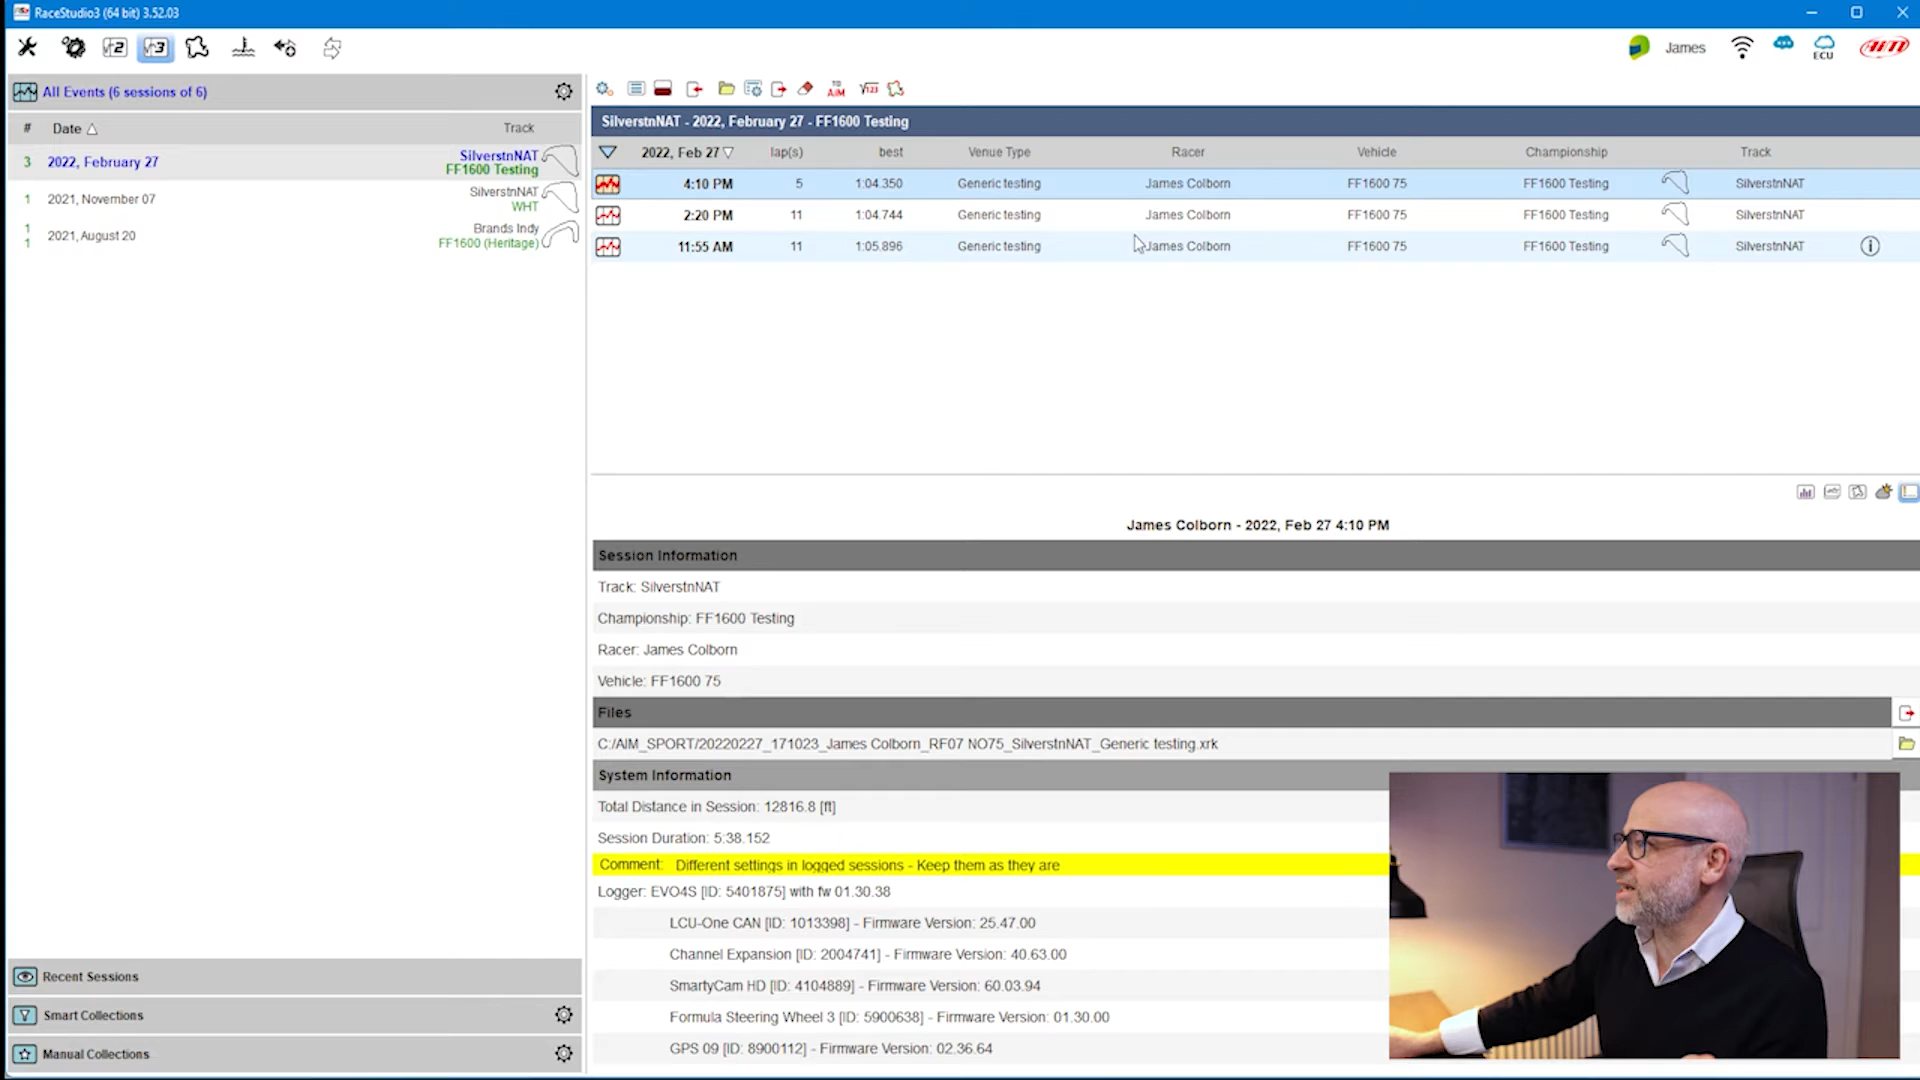 RaceStudio3 (64 bit) 3.52.03
James
ECU
AiM
All Events (6 sessions of 6)
# Date Track
3 2022, February 27 SilverstnNAT
FF1600 Testing
1 2021, November 07 SilverstnNAT
WHT
1 2021, August 20 Brands Indy
1 FF1600 (Heritage)
Recent Sessions
Smart Collections
Manual Collections
TO AiM
√123
SilverstnNAT - 2022, February 27 - FF1600 Testing
2022, Feb 27 lap(s) best Venue Type Racer Vehicle Championship Track
4:10 PM 5 1:04.350 Generic testing James Colborn FF1600 75 FF1600 Testing SilverstnNAT
2:20 PM 11 1:04.744 Generic testing James Colborn FF1600 75 FF1600 Testing SilverstnNAT
11:55 AM 11 1:05.896 Generic testing James Colborn FF1600 75 FF1600 Testing SilverstnNAT
James Colborn - 2022, Feb 27 4:10 PM
Session Information
Track: SilverstnNAT
Championship: FF1600 Testing
Racer: James Colborn
Vehicle: FF1600 75
Files
C:/AIM_SPORT/20220227_171023_James Colborn_RF07 NO75_SilverstnNAT_Generic testing.xrk
System Information
Total Distance in Session: 12816.8 [ft]
Session Duration: 5:38.152
Comment: Different settings in logged sessions - Keep them as they are
Logger: EVO4S [ID: 5401875] with fw 01.30.38
LCU-One CAN [ID: 1013398] - Firmware Version: 25.47.00
Channel Expansion [ID: 2004741] - Firmware Version: 40.63.00
SmartyCam HD [ID: 4104889] - Firmware Version: 60.03.94
Formula Steering Wheel 3 [ID: 5900638] - Firmware Version: 01.30.00
GPS 09 [ID: 8900112] - Firmware Version: 02.36.64